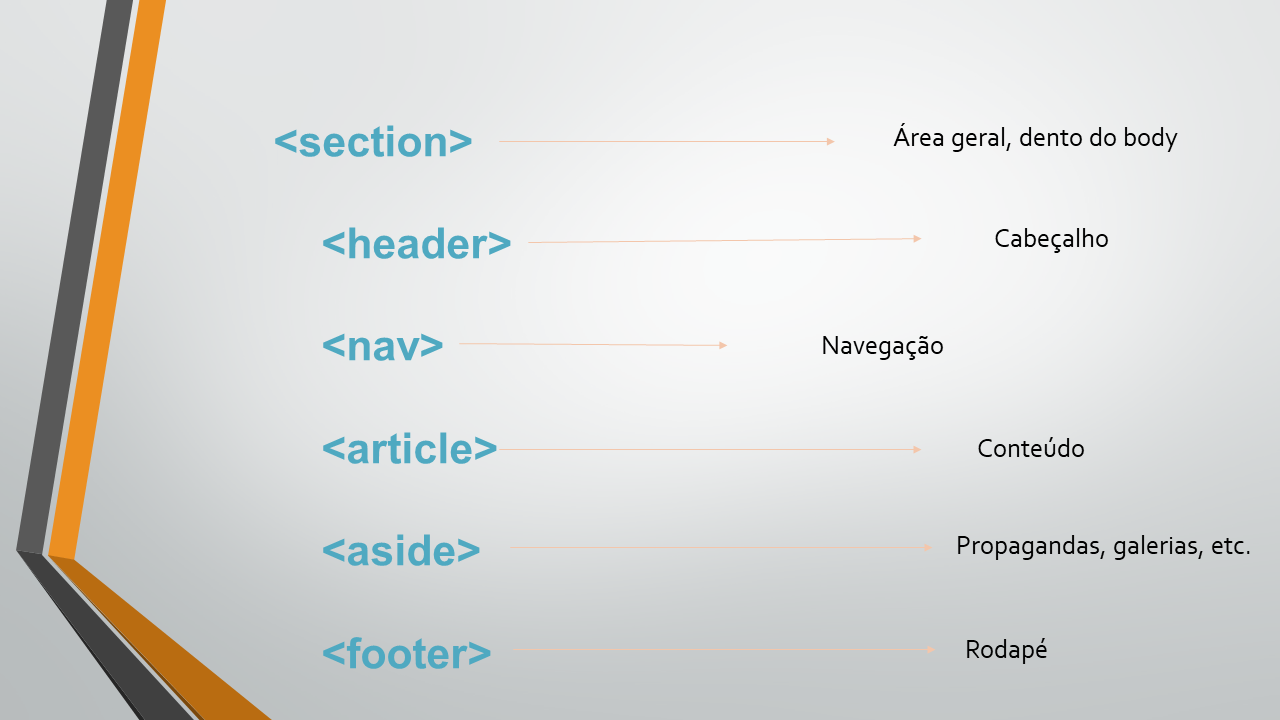 <section> Área geral, dento do body
<header> Cabeçalho
<nav> Navegação
<article> Conteúdo
<aside> Propagandas, galerias, etc.
<footer> Rodapé